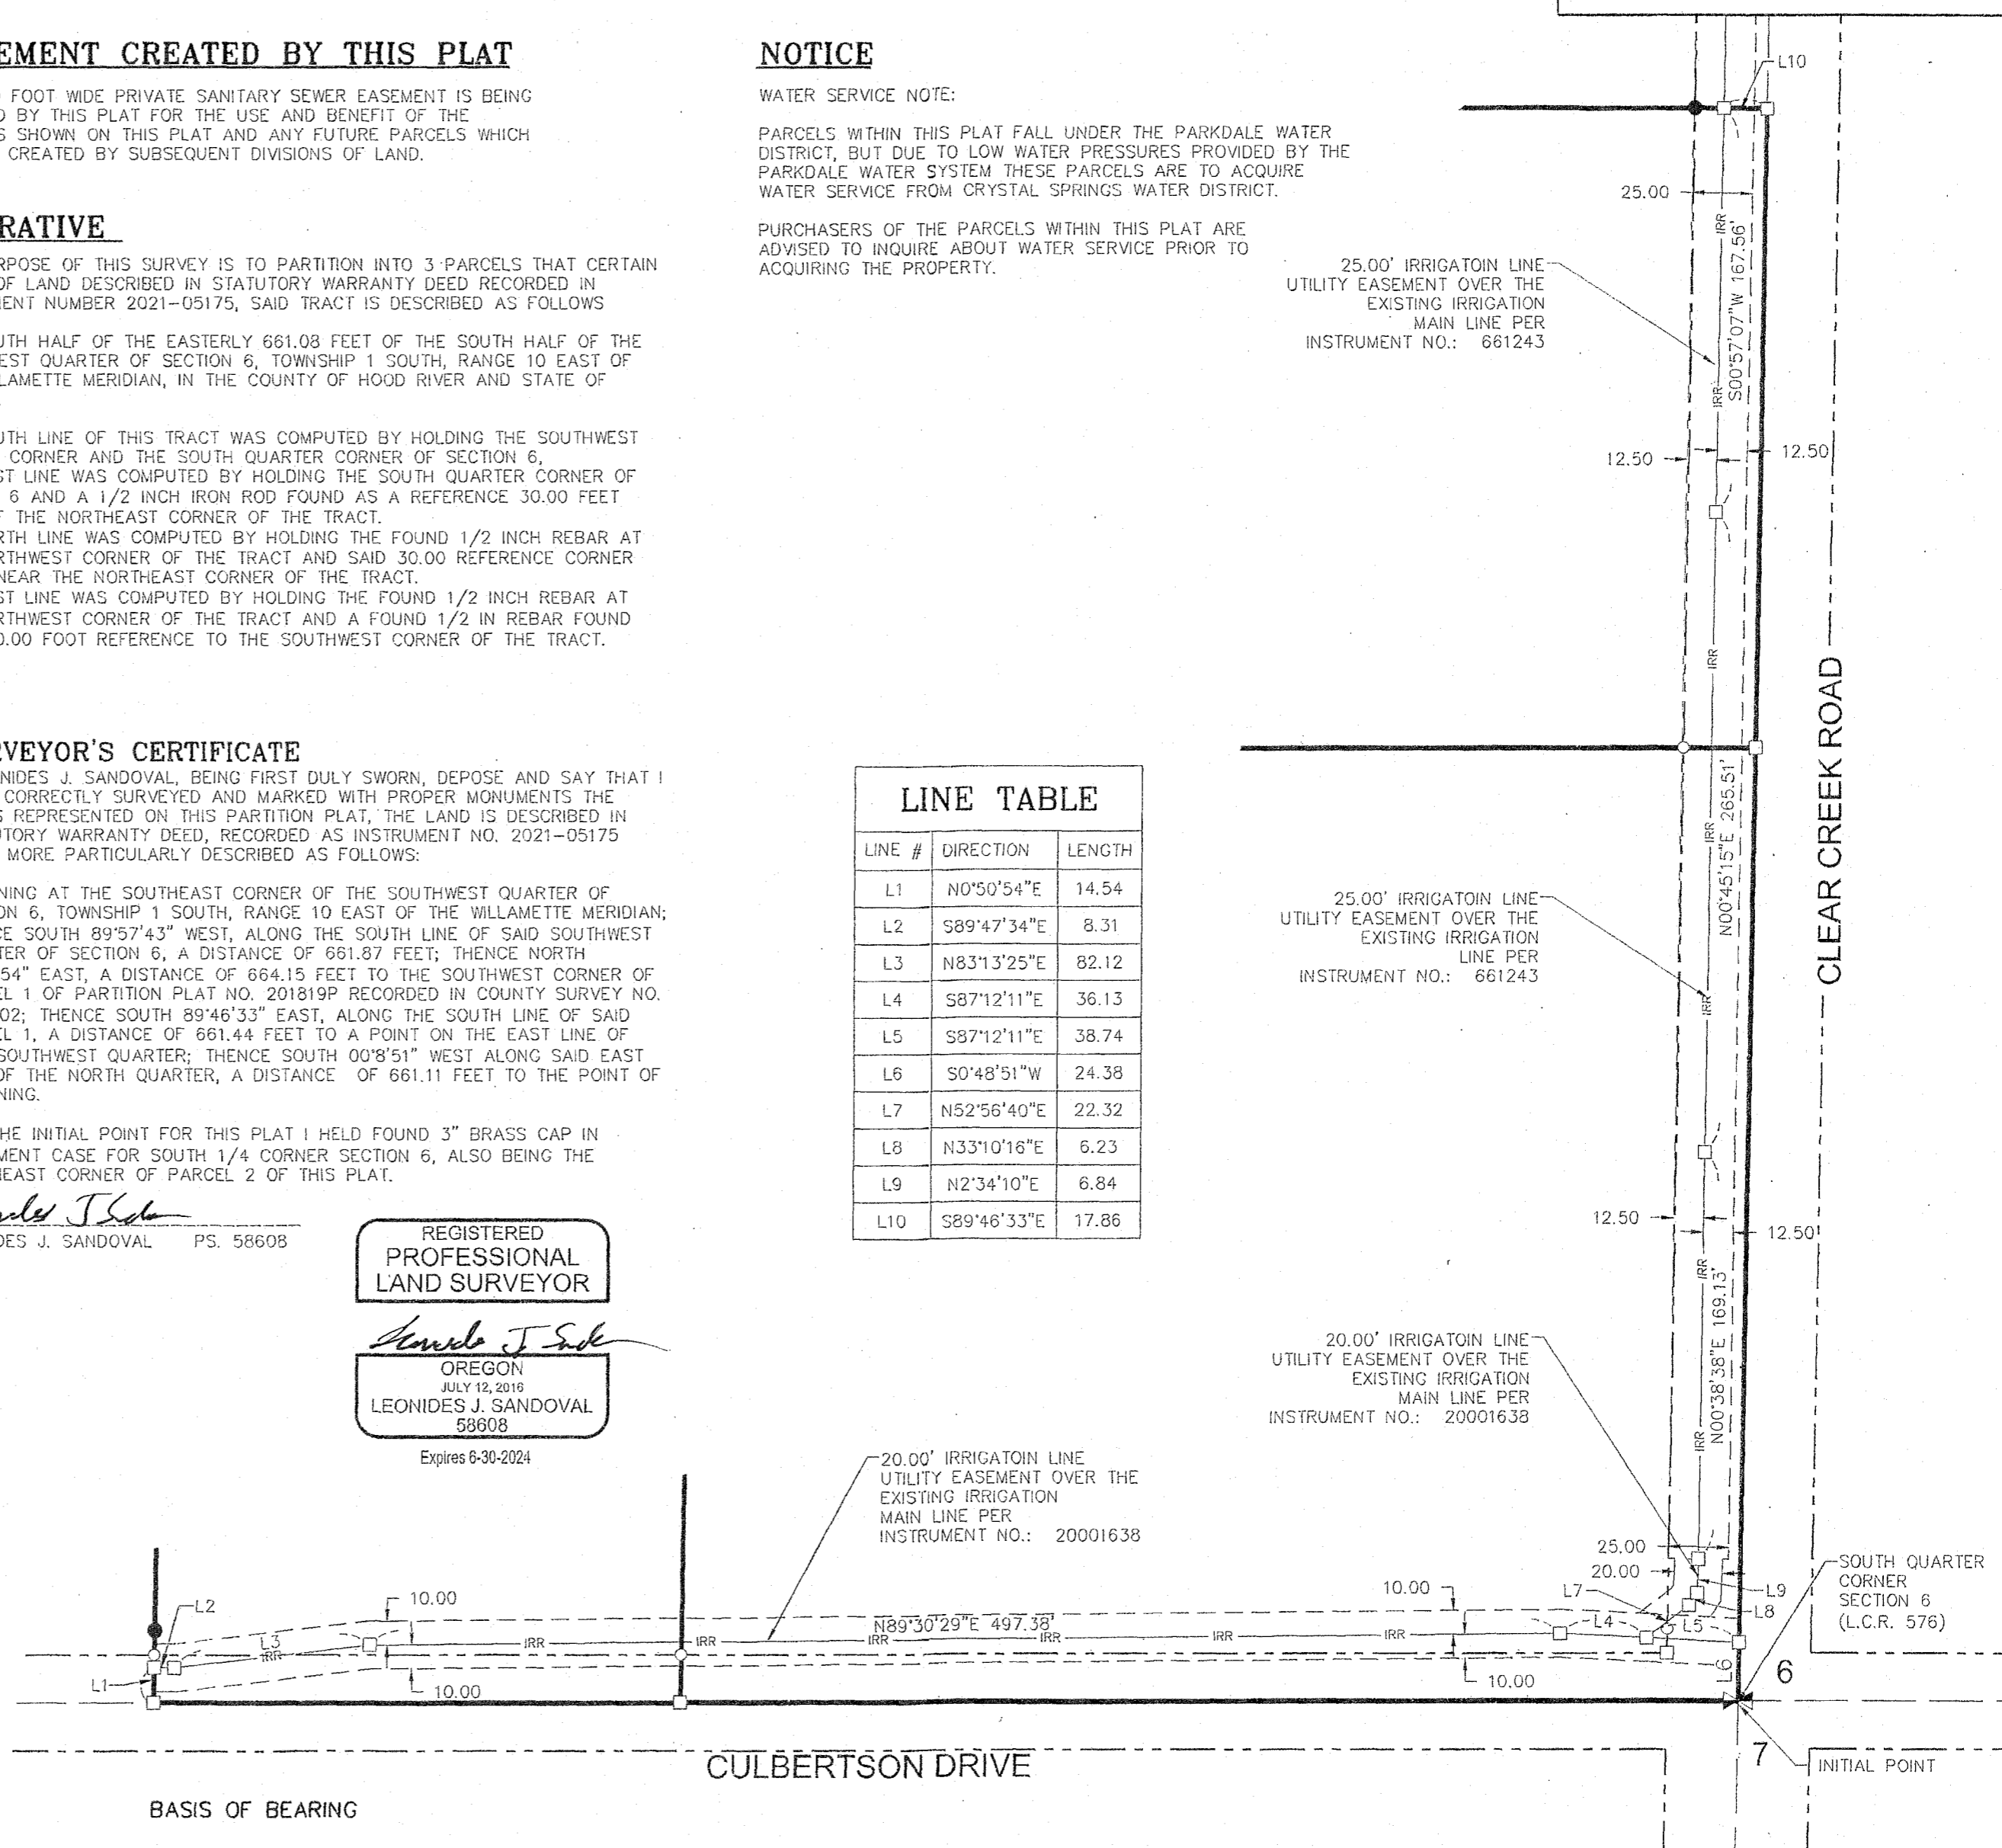 EMENT CREATED BY THIS PLAT
FOOT WIDE PRIVATE SANITARY SEWER EASEMENT IS BEING
D BY THIS PLAT FOR THE USE AND BENEFIT OF THE
S SHOWN ON THIS PLAT AND ANY FUTURE PARCELS WHICH
CREATED BY SUBSEQUENT DIVISIONS OF LAND.
RATIVE
RPOSE OF THIS SURVEY IS TO PARTITION INTO 3 PARCELS THAT CERTAIN
OF LAND DESCRIBED IN STATUTORY WARRANTY DEED RECORDED IN
MENT NUMBER 2021-05175, SAID TRACT IS DESCRIBED AS FOLLOWS
UTH HALF OF THE EASTERLY 661.08 FEET OF THE SOUTH HALF OF THE
EST QUARTER OF SECTION 6, TOWNSHIP 1 SOUTH, RANGE 10 EAST OF
LAMETTE MERIDIAN, IN THE COUNTY OF HOOD RIVER AND STATE OF
UTH LINE OF THIS TRACT WAS COMPUTED BY HOLDING THE SOUTHWEST
CORNER AND THE SOUTH QUARTER CORNER OF SECTION 6,
ST LINE WAS COMPUTED BY HOLDING THE SOUTH QUARTER CORNER OF
6 AND A 1/2 INCH IRON ROD FOUND AS A REFERENCE 30.00 FEET
F THE NORTHEAST CORNER OF THE TRACT.
RTH LINE WAS COMPUTED BY HOLDING THE FOUND 1/2 INCH REBAR AT
RTHWEST CORNER OF THE TRACT AND SAID 30.00 REFERENCE CORNER
NEAR THE NORTHEAST CORNER OF THE TRACT.
ST LINE WAS COMPUTED BY HOLDING THE FOUND 1/2 INCH REBAR AT
RTHWEST CORNER OF THE TRACT AND A FOUND 1/2 IN REBAR FOUND
0.00 FOOT REFERENCE TO THE SOUTHWEST CORNER OF THE TRACT.
RVEYOR'S CERTIFICATE
NIDES J. SANDOVAL, BEING FIRST DULY SWORN, DEPOSE AND SAY THAT I
CORRECTLY SURVEYED AND MARKED WITH PROPER MONUMENTS THE
S REPRESENTED ON THIS PARTITION PLAT, THE LAND IS DESCRIBED IN
UTORY WARRANTY DEED, RECORDED AS INSTRUMENT NO. 2021-05175
MORE PARTICULARLY DESCRIBED AS FOLLOWS:
NING AT THE SOUTHEAST CORNER OF THE SOUTHWEST QUARTER OF
ON 6, TOWNSHIP 1 SOUTH, RANGE 10 EAST OF THE WILLAMETTE MERIDIAN;
CE SOUTH 89°57'43" WEST, ALONG THE SOUTH LINE OF SAID SOUTHWEST
TER OF SECTION 6, A DISTANCE OF 661.87 FEET; THENCE NORTH
'54" EAST, A DISTANCE OF 664.15 FEET TO THE SOUTHWEST CORNER OF
EL 1 OF PARTITION PLAT NO. 201819P RECORDED IN COUNTY SURVEY NO.
02; THENCE SOUTH 89°46'33" EAST, ALONG THE SOUTH LINE OF SAID
EL 1, A DISTANCE OF 661.44 FEET TO A POINT ON THE EAST LINE OF
SOUTHWEST QUARTER; THENCE SOUTH 00°8'51" WEST ALONG SAID EAST
OF THE NORTH QUARTER, A DISTANCE OF 661.11 FEET TO THE POINT OF
NING.
HE INITIAL POINT FOR THIS PLAT I HELD FOUND 3" BRASS CAP IN
MENT CASE FOR SOUTH 1/4 CORNER SECTION 6, ALSO BEING THE
HEAST CORNER OF PARCEL 2 OF THIS PLAT.
DES J. SANDOVAL PS. 58608
REGISTERED
PROFESSIONAL
LAND SURVEYOR
OREGON
JULY 12, 2016
LEONIDES J. SANDOVAL
58608
Expires 6-30-2024
NOTICE
WATER SERVICE NOTE:
PARCELS WITHIN THIS PLAT FALL UNDER THE PARKDALE WATER
DISTRICT, BUT DUE TO LOW WATER PRESSURES PROVIDED BY THE
PARKDALE WATER SYSTEM THESE PARCELS ARE TO ACQUIRE
WATER SERVICE FROM CRYSTAL SPRINGS WATER DISTRICT.
PURCHASERS OF THE PARCELS WITHIN THIS PLAT ARE
ADVISED TO INQUIRE ABOUT WATER SERVICE PRIOR TO
ACQUIRING THE PROPERTY.
LINE TABLE
LINE # DIRECTION LENGTH
L1 N0°50'54"E 14.54
L2 S89°47'34"E 8.31
L3 N83°13'25"E 82.12
L4 S87°12'11"E 36.13
L5 S87°12'11"E 38.74
L6 S0°48'51"W 24.38
L7 N52°56'40"E 22.32
L8 N33°10'16"E 6.23
L9 N2°34'10"E 6.84
L10 S89°46'33"E 17.86
L10
25.00
IRR
S00°57'07"W 167.56'
25.00' IRRIGATOIN LINE
UTILITY EASEMENT OVER THE
EXISTING IRRIGATION
MAIN LINE PER
INSTRUMENT NO.: 661243
IRR
12.50
12.50
IRR
CLEAR CREEK ROAD
IRR
N00°45'15"E 265.51'
25.00' IRRIGATOIN LINE
UTILITY EASEMENT OVER THE
EXISTING IRRIGATION
LINE PER
INSTRUMENT NO.: 661243
IRR
12.50
12.50
IRR
N00°38'38"E 169.13'
IRR
20.00' IRRIGATOIN LINE
UTILITY EASEMENT OVER THE
EXISTING IRRIGATION
MAIN LINE PER
INSTRUMENT NO.: 20001638
20.00' IRRIGATOIN LINE
UTILITY EASEMENT OVER THE
EXISTING IRRIGATION
MAIN LINE PER
INSTRUMENT NO.: 20001638
25.00
20.00
L7
L9
L8
SOUTH QUARTER
CORNER
SECTION 6
(L.C.R. 576)
L2
10.00
10.00
L4
L5
N89°30'29"E 497.38'
L3
IRR
IRR IRR IRR IRR IRR IRR
L1
10.00
10.00
L6
6
7
INITIAL POINT
CULBERTSON DRIVE
BASIS OF BEARING